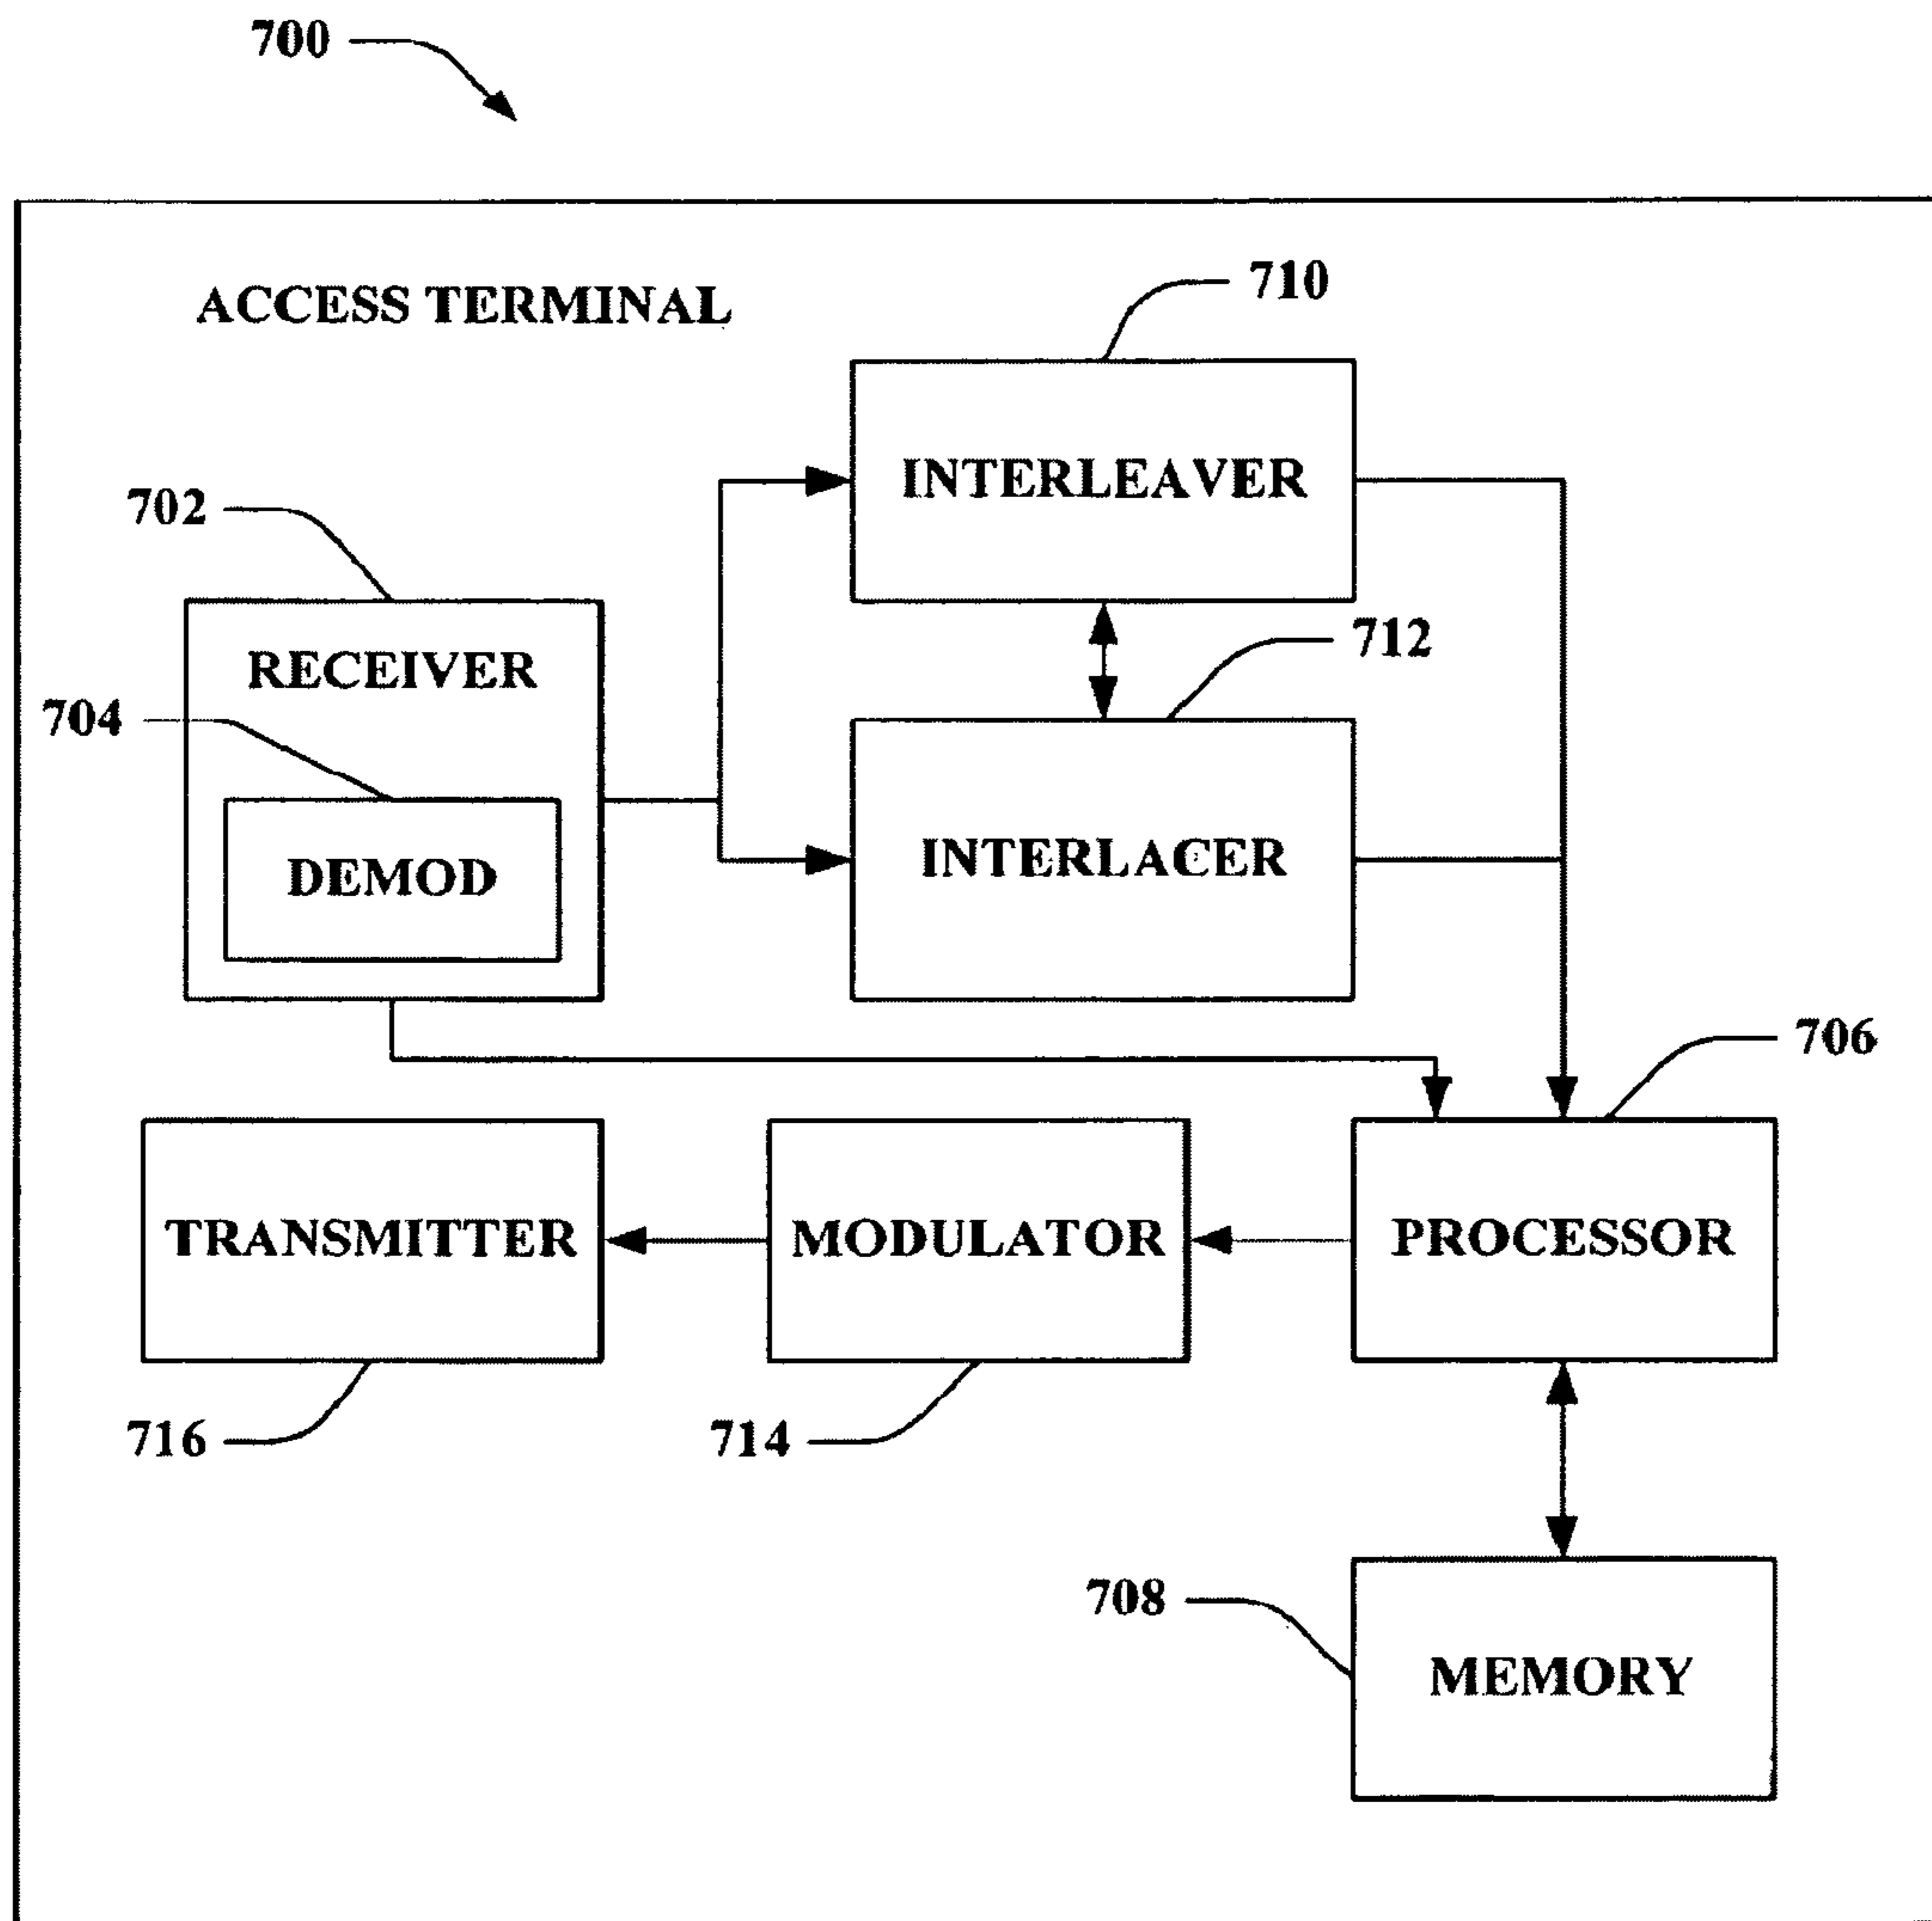 700
ACCESS TERMINAL
710
INTERLEAVER
702
712
RECEIVER
704
INTERLACER
DEMOD
706
TRANSMITTER
MODULATOR
PROCESSOR
716
714
708
MEMORY